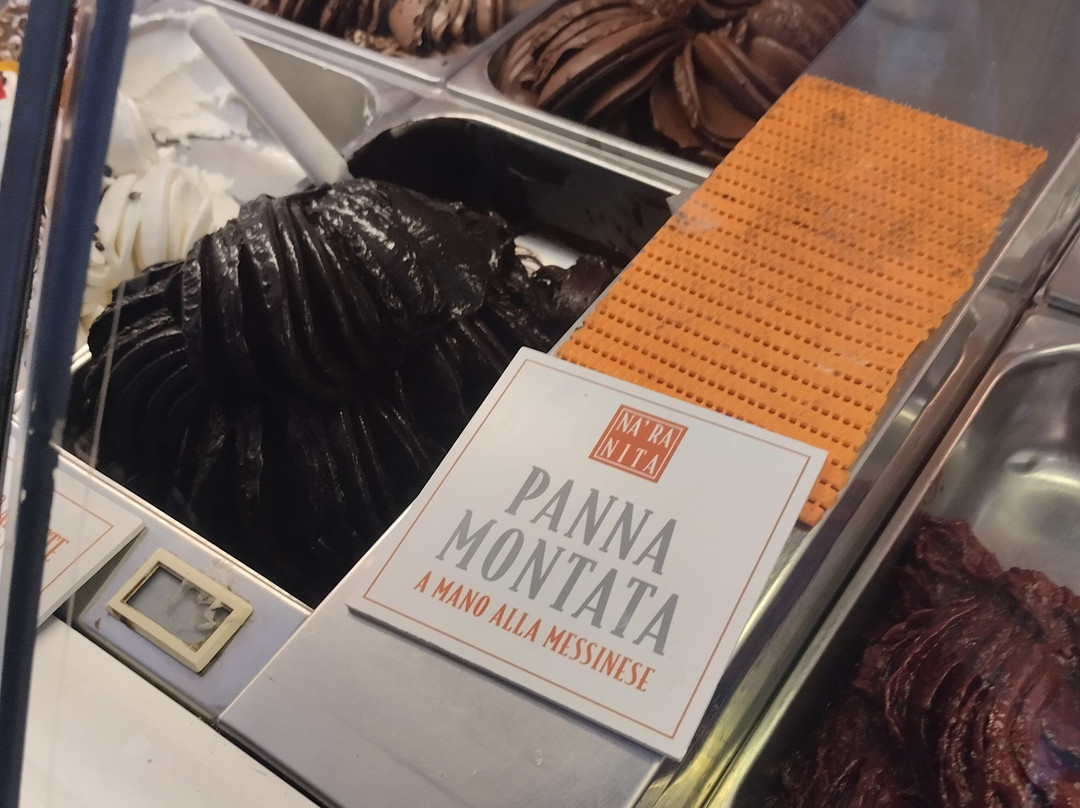 NA'RA
NITA
PANNA
MONTATA
A MANO ALLA MESSINESE